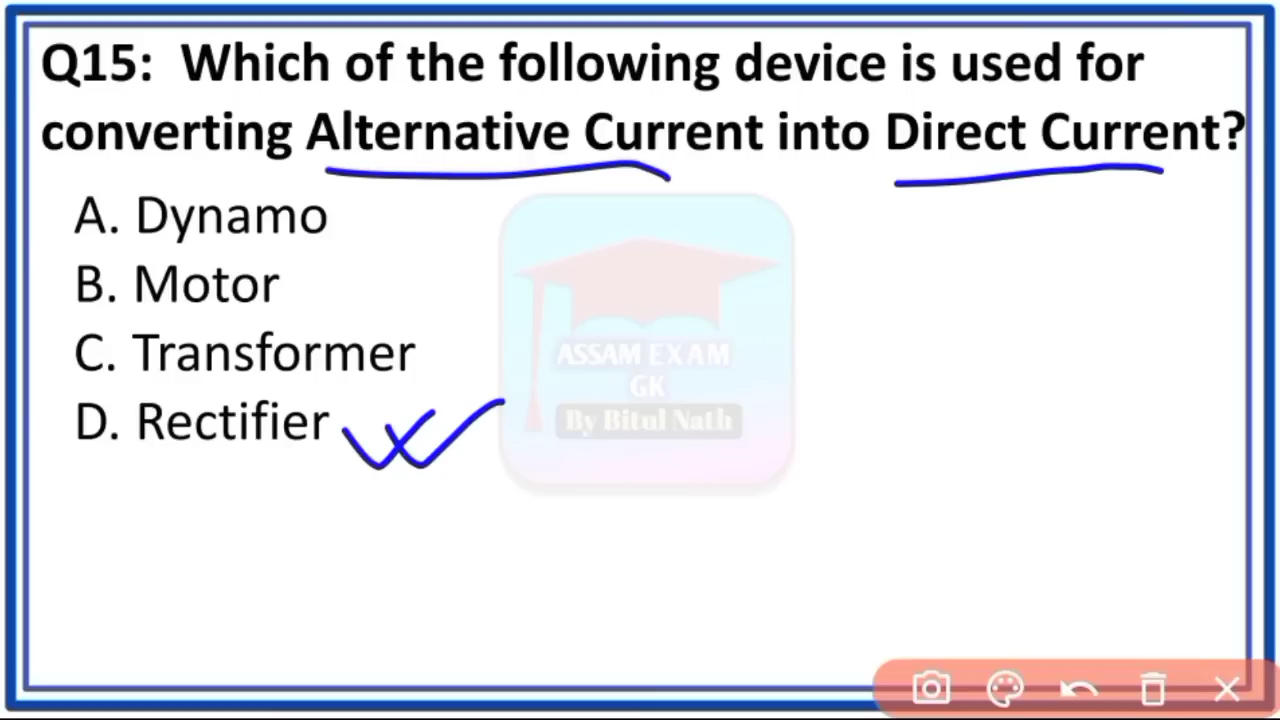 Q15: Which of the following device is used for
converting Alternative Current into Direct Current?
A. Dynamo
B. Motor
C. Transformer
D. Rectifier
ASSAM EXAM
GK
By Bitul Nath